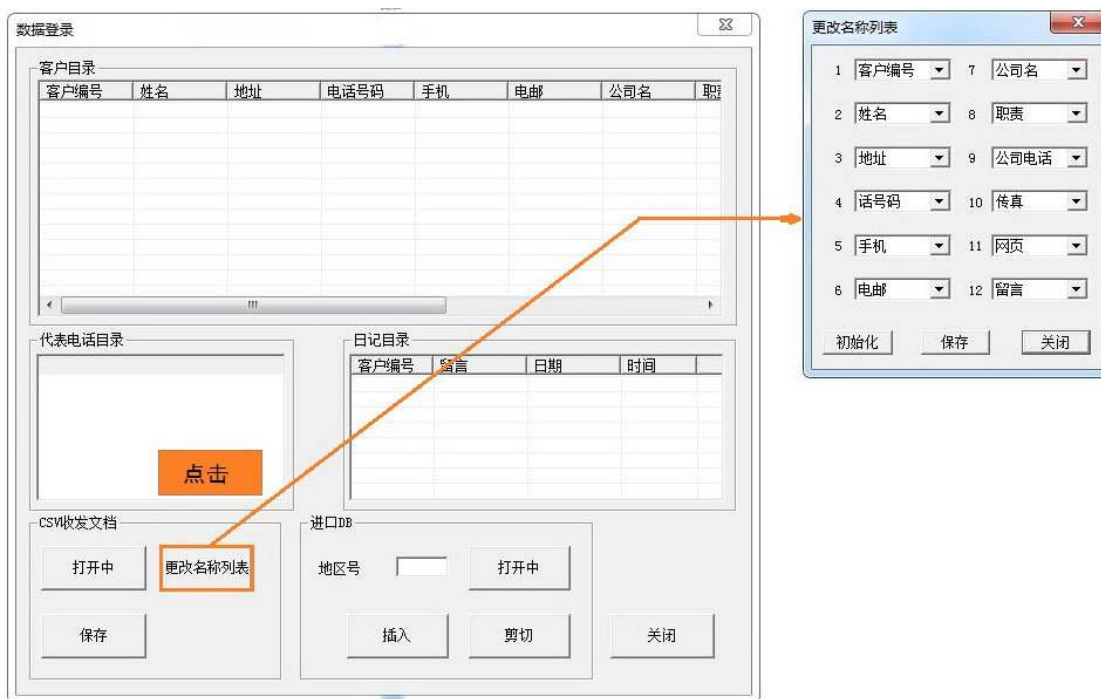 数据登录
客户目录
客户编号 姓名 地址 电话号码 手机 电邮 公司名
代表电话目录
日记目录
客户编号 留言 日期 时间
点击
CSV收发文档
打开中 更改名称列表
保存
进口DB
地区号 打开中
插入 剪切
关闭
更改名称列表
1 客户编号 7 公司名
2 姓名 8 职责
3 地址 9 公司电话
4 话号码 10 传真
5 手机 11 网页
6 电邮 12 留言
初始化 保存 关闭